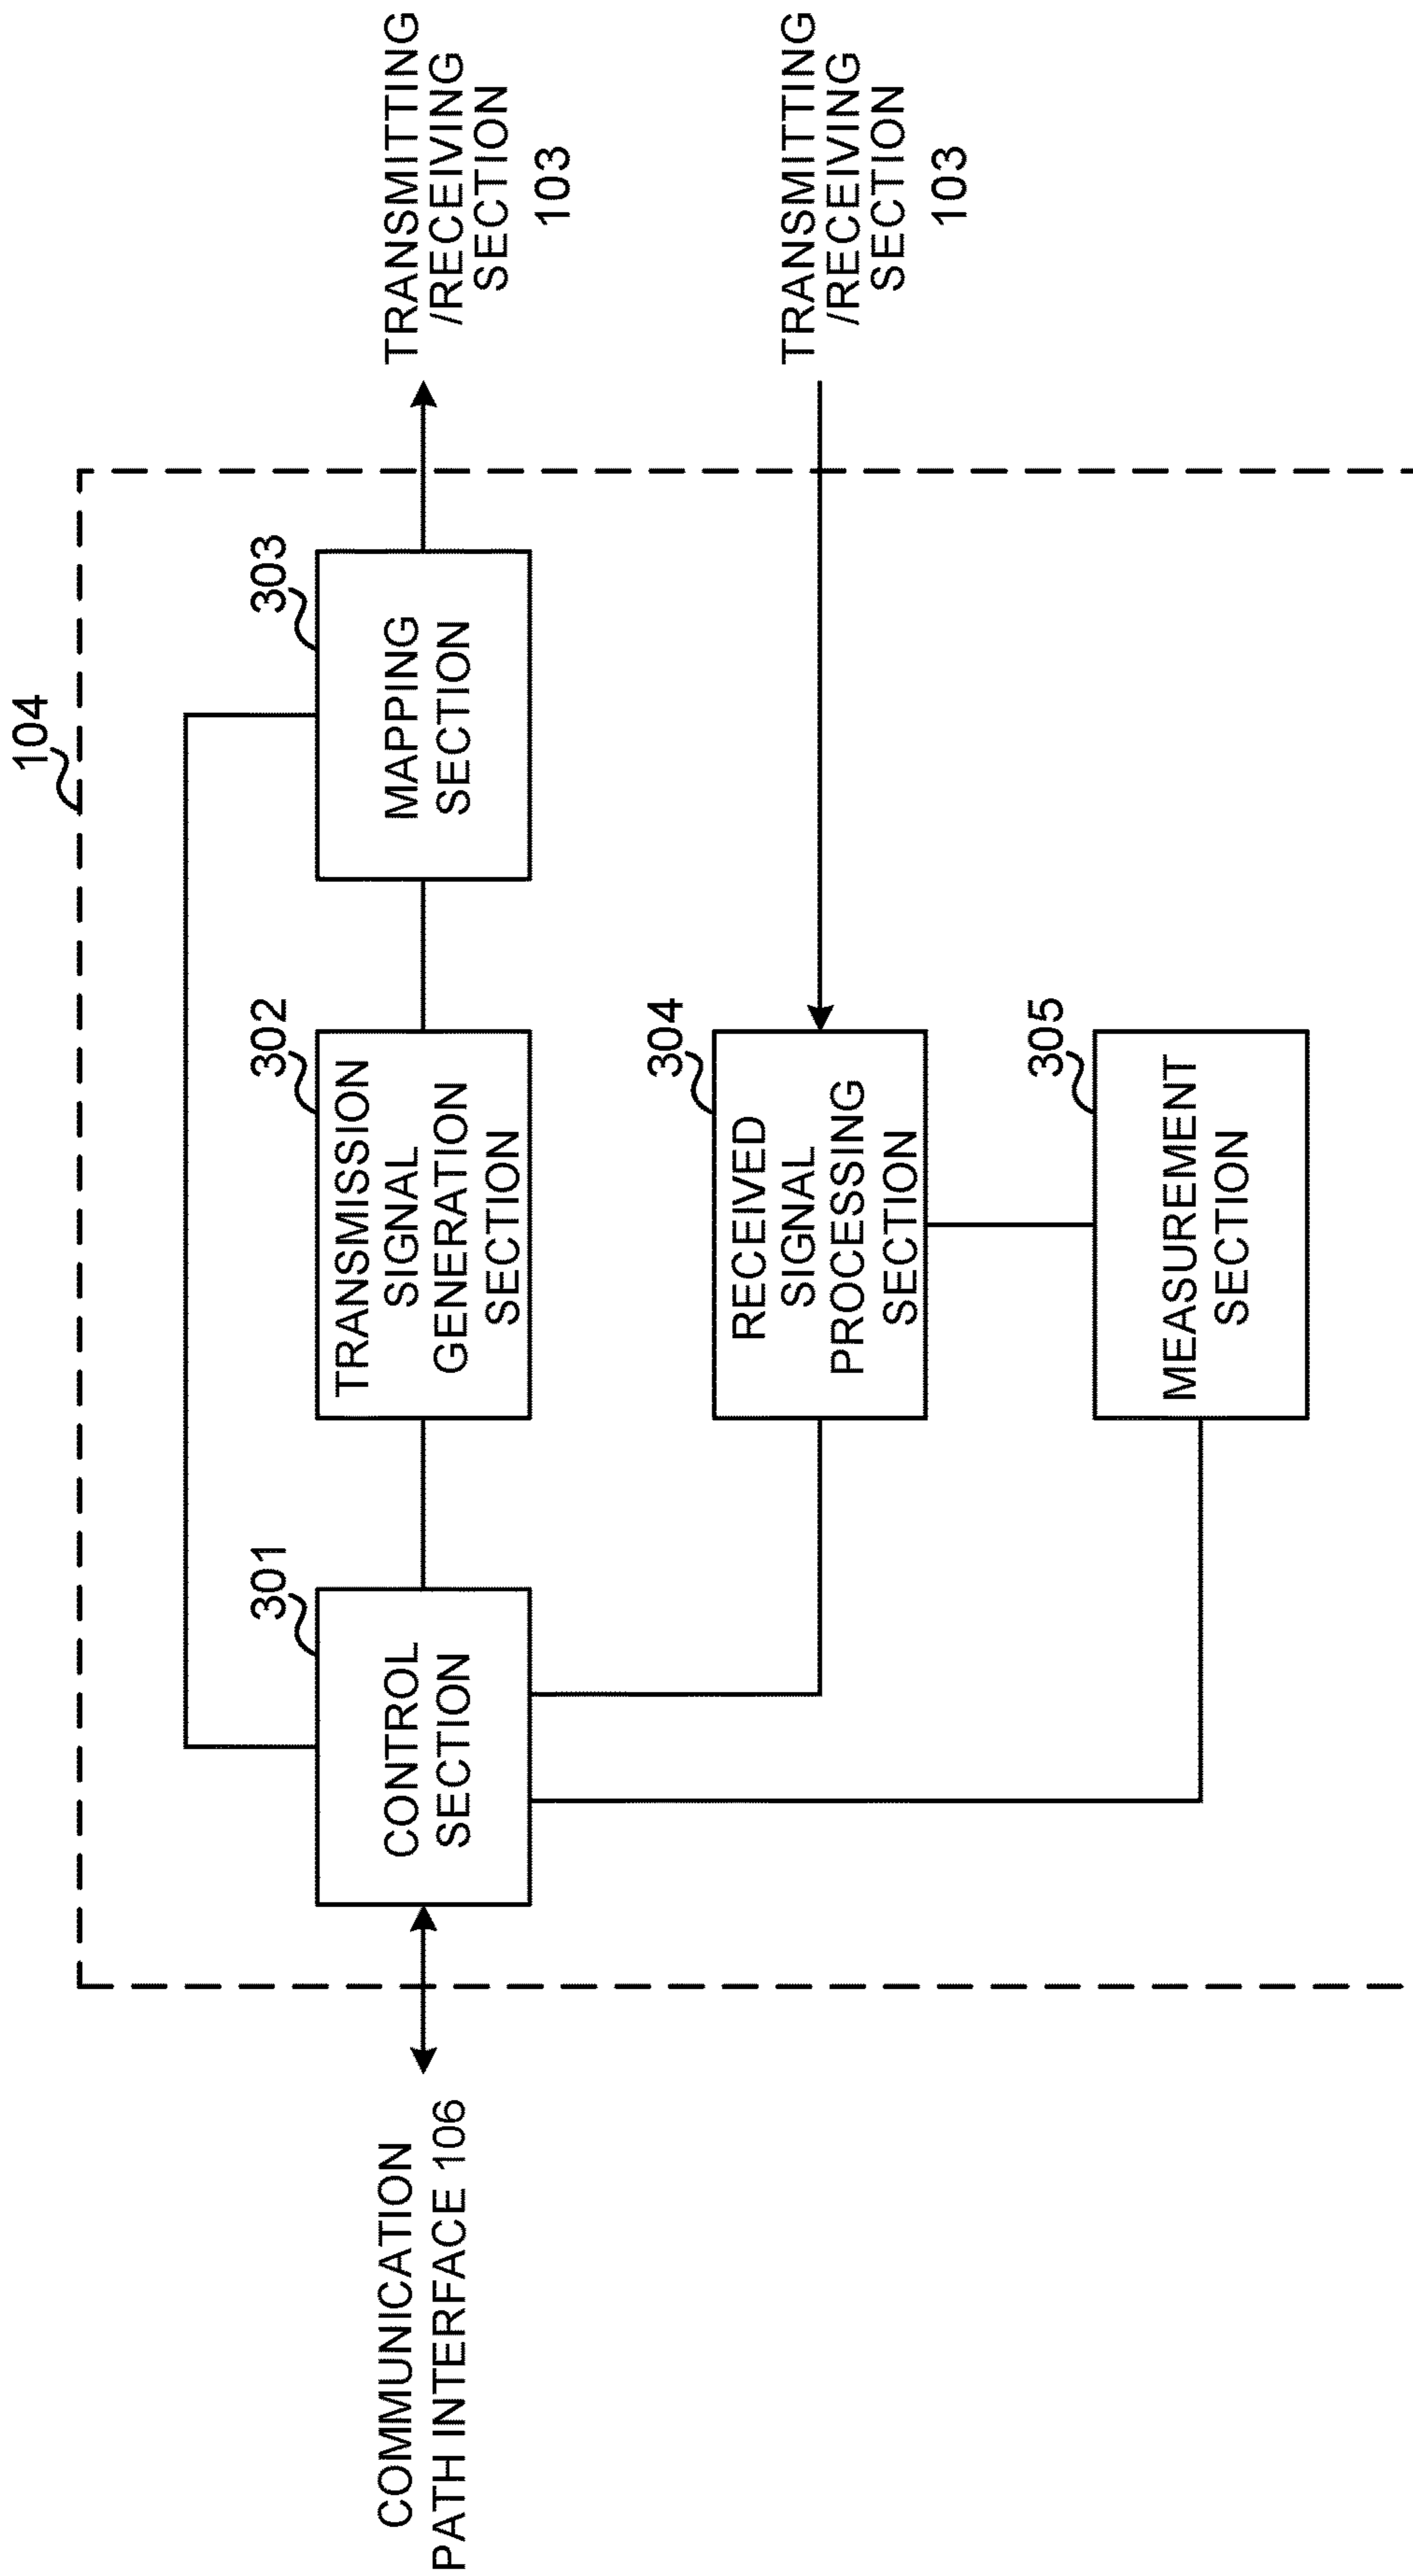 104
COMMUNICATION
PATH INTERFACE 106
301
CONTROL
SECTION
302
TRANSMISSION
SIGNAL
GENERATION
SECTION
303
MAPPING
SECTION
TRANSMITTING
/RECEIVING
SECTION
103
304
RECEIVED
SIGNAL
PROCESSING
SECTION
TRANSMITTING
/RECEIVING
SECTION
103
305
MEASUREMENT
SECTION